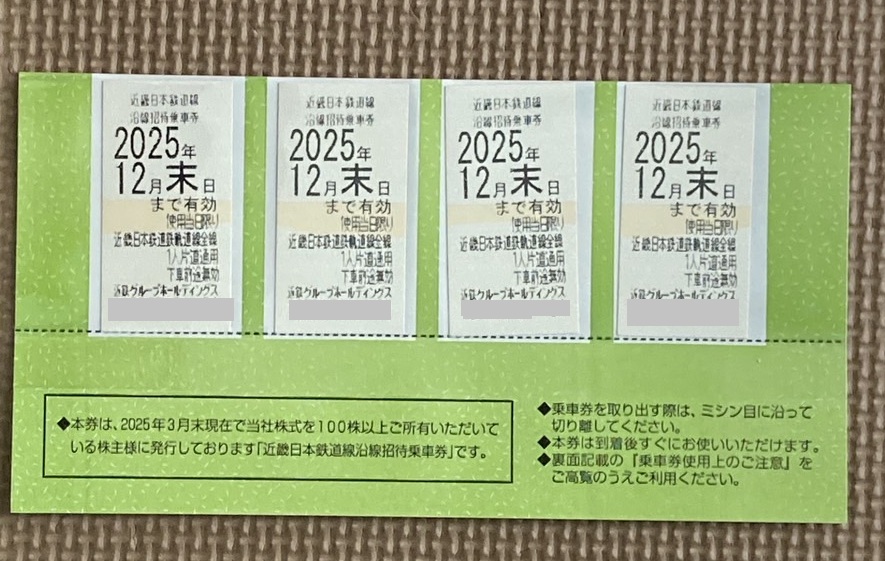 近畿日本鉄道線
沿線招待乗車券
2025年
12月末日
まで有効
(使用当日限り)
近畿日本鉄道鉄軌道線全線
1人片道通用
下車前途無効
近鉄グループホールディングス
近畿日本鉄道線
沿線招待乗車券
2025年
12月末日
まで有効
(使用当日限り)
近畿日本鉄道鉄軌道線全線
1人片道通用
下車前途無効
近鉄グループホールディングス
近畿日本鉄道線
沿線招待乗車券
2025年
12月末日
まで有効
(使用当日限り)
近畿日本鉄道鉄軌道線全線
1人片道通用
下車前途無効
近鉄グループホールディングス
近畿日本鉄道線
沿線招待乗車券
2025年
12月末日
まで有効
(使用当日限り)
近畿日本鉄道鉄軌道線全線
1人片道通用
下車前途無効
近鉄グループホールディングス
◆本券は、2025年3月末現在で当社株式を100株以上ご所有いただいて
いる株主様に発行しております「近畿日本鉄道線沿線招待乗車券」です。
◆乗車券を取り出す際は、ミシン目に沿って
切り離してください。
◆本券は到着後すぐにお使いいただけます。
◆裏面記載の『乗車券使用上のご注意』を
ご高覧のうえご利用ください。